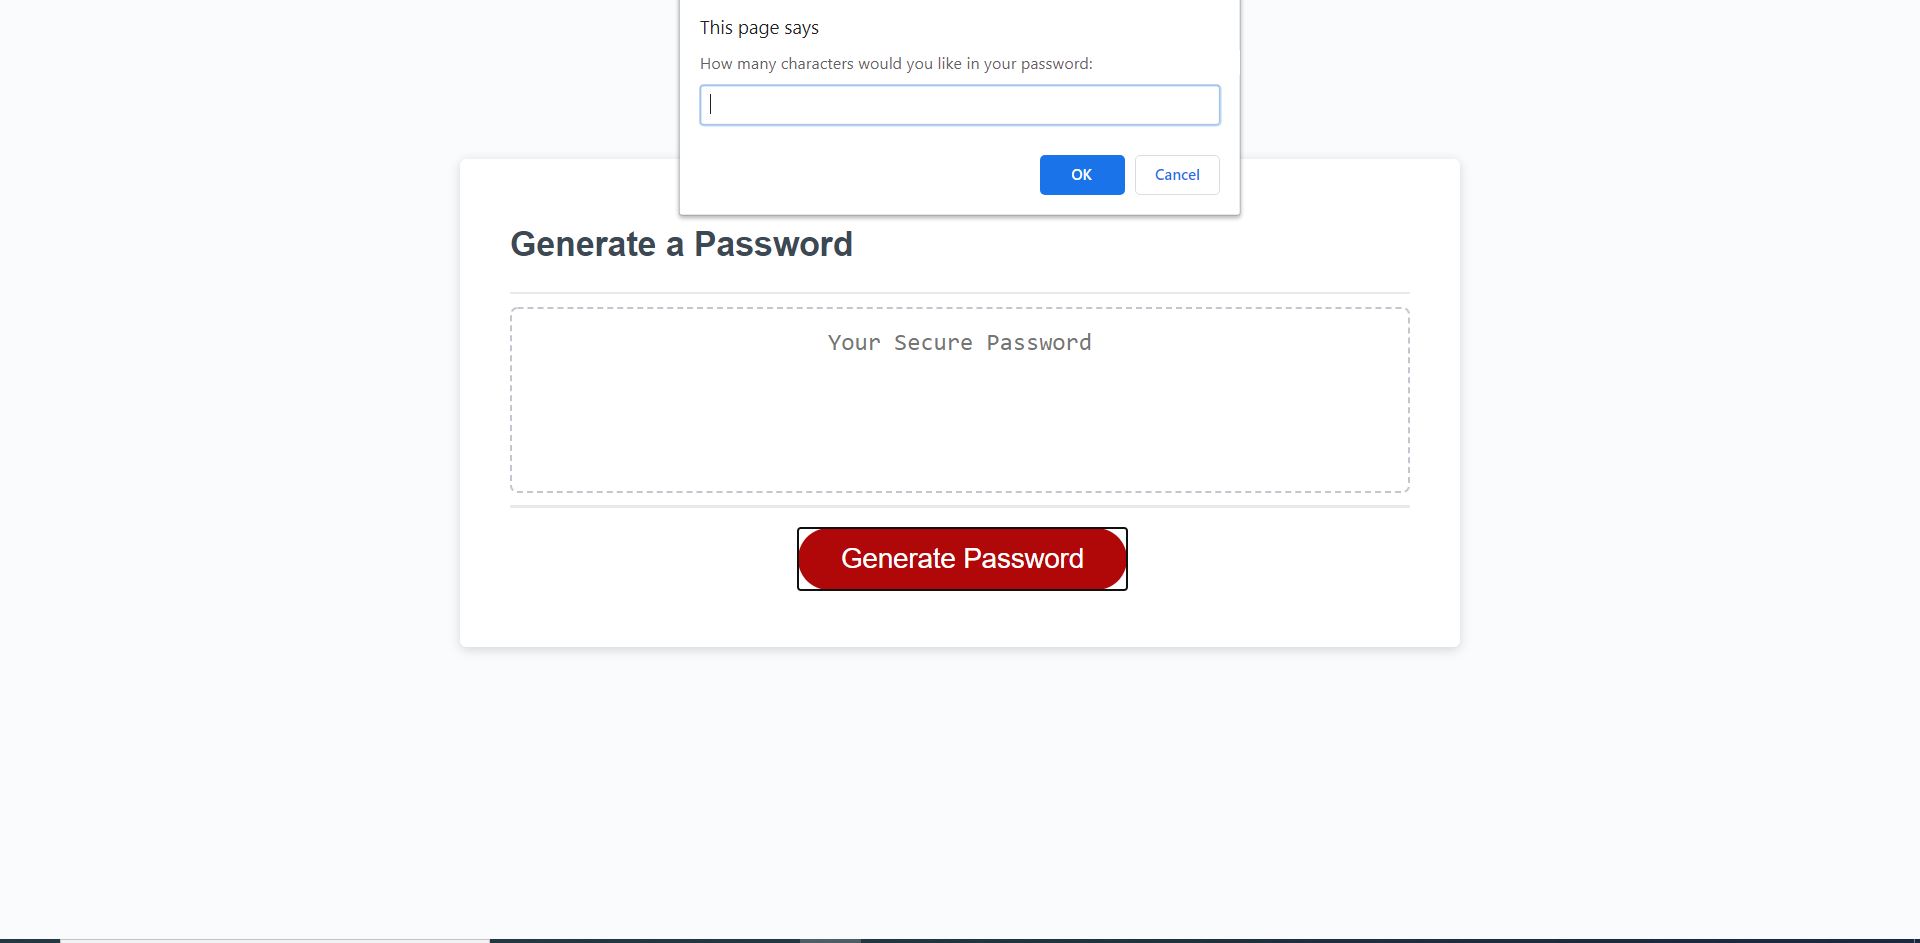 This page says
How many characters would you like in your password:
OK
Cancel
Generate a Password
Your Secure Password
Generate Password